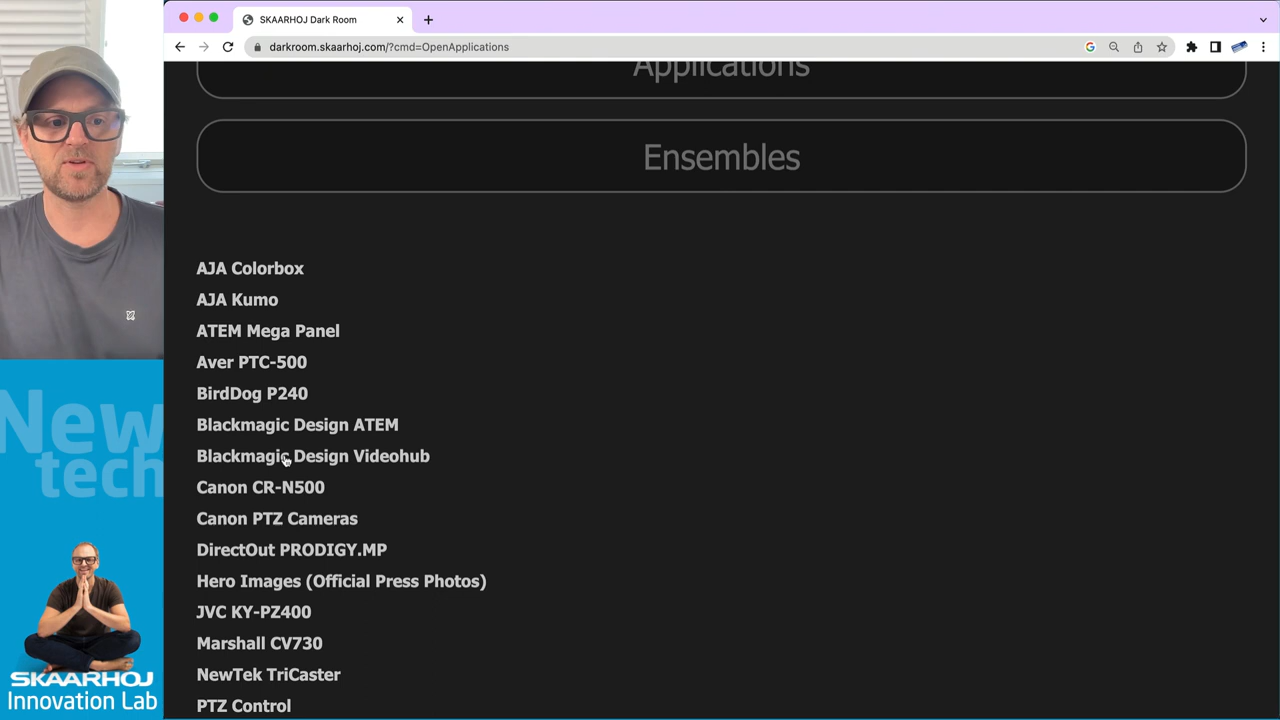 SKAARHOJ Dark Room
darkroom.skaarhoj.com/?cmd=OpenApplications
Applications
Ensembles
AJA Colorbox
AJA Kumo
ATEM Mega Panel
Aver PTC-500
BirdDog P240
Blackmagic Design ATEM
Blackmagic Design Videohub
Canon CR-N500
Canon PTZ Cameras
DirectOut PRODIGY.MP
Hero Images (Official Press Photos)
JVC KY-PZ400
Marshall CV730
NewTek TriCaster
PTZ Control
New
tech
SKAARHOJ
Innovation Lab